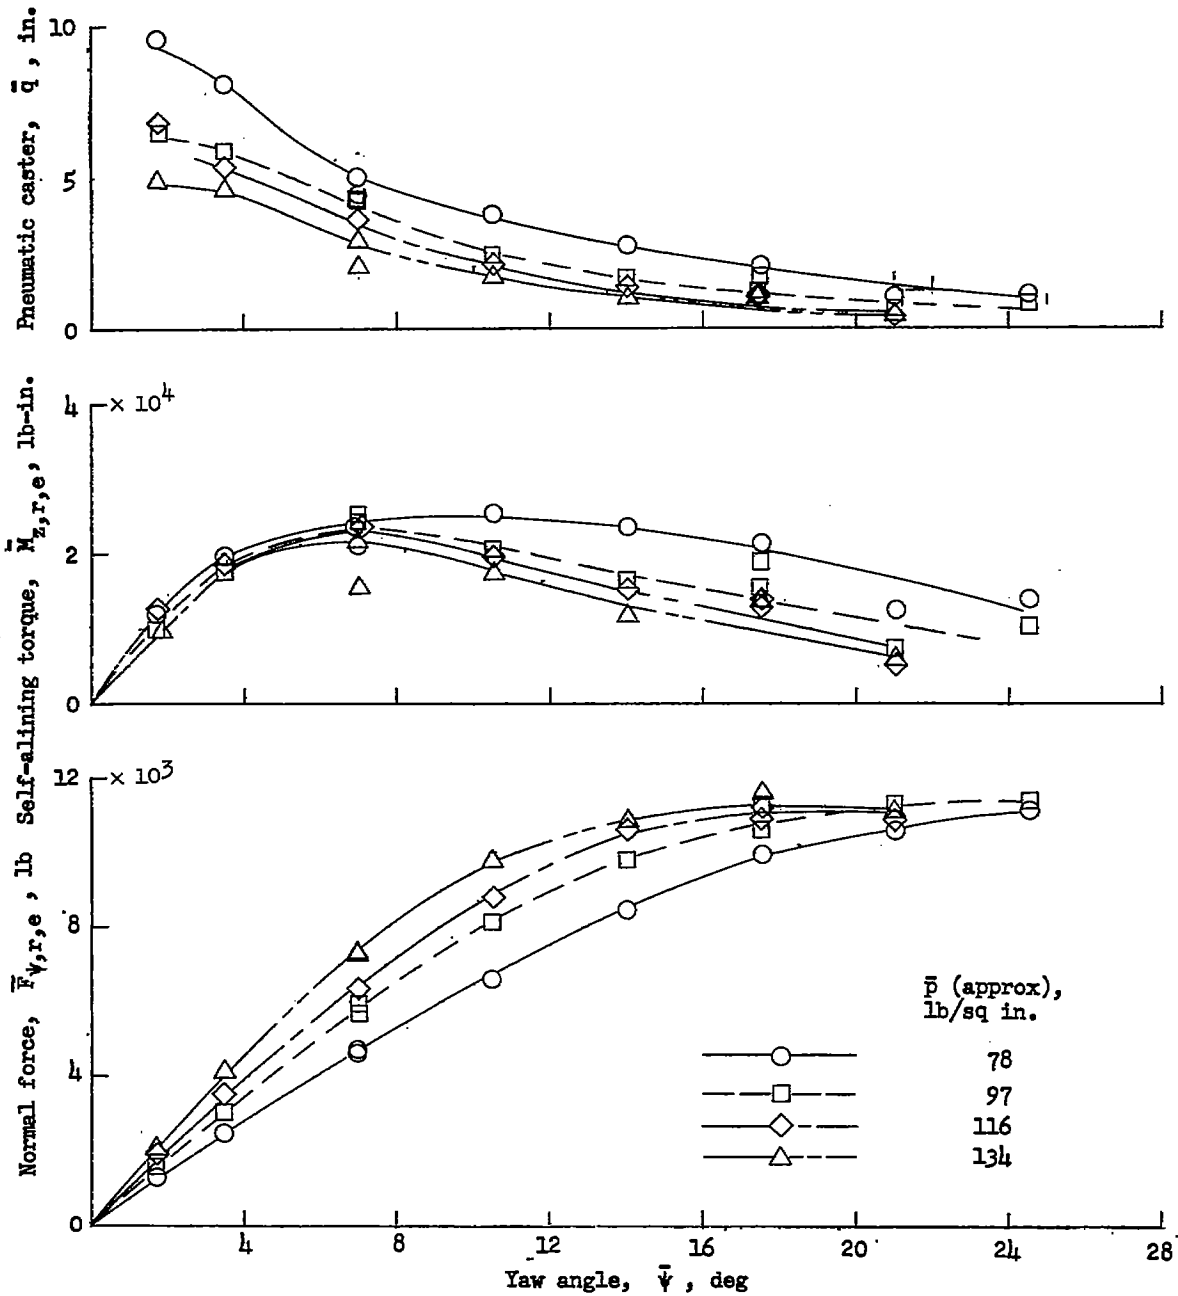 Pneumatic caster, q̄ , in.
10
5
0
Self-alining torque, M̄z,r,e, lb-in.
4 × 10⁴
2
0
Normal force, F̄ψ,r,e , lb
12 × 10³
8
4
0
p̄ (approx),
lb/sq in.
78
97
116
134
4 8 12 16 20 24 28
Yaw angle, ψ̄ , deg